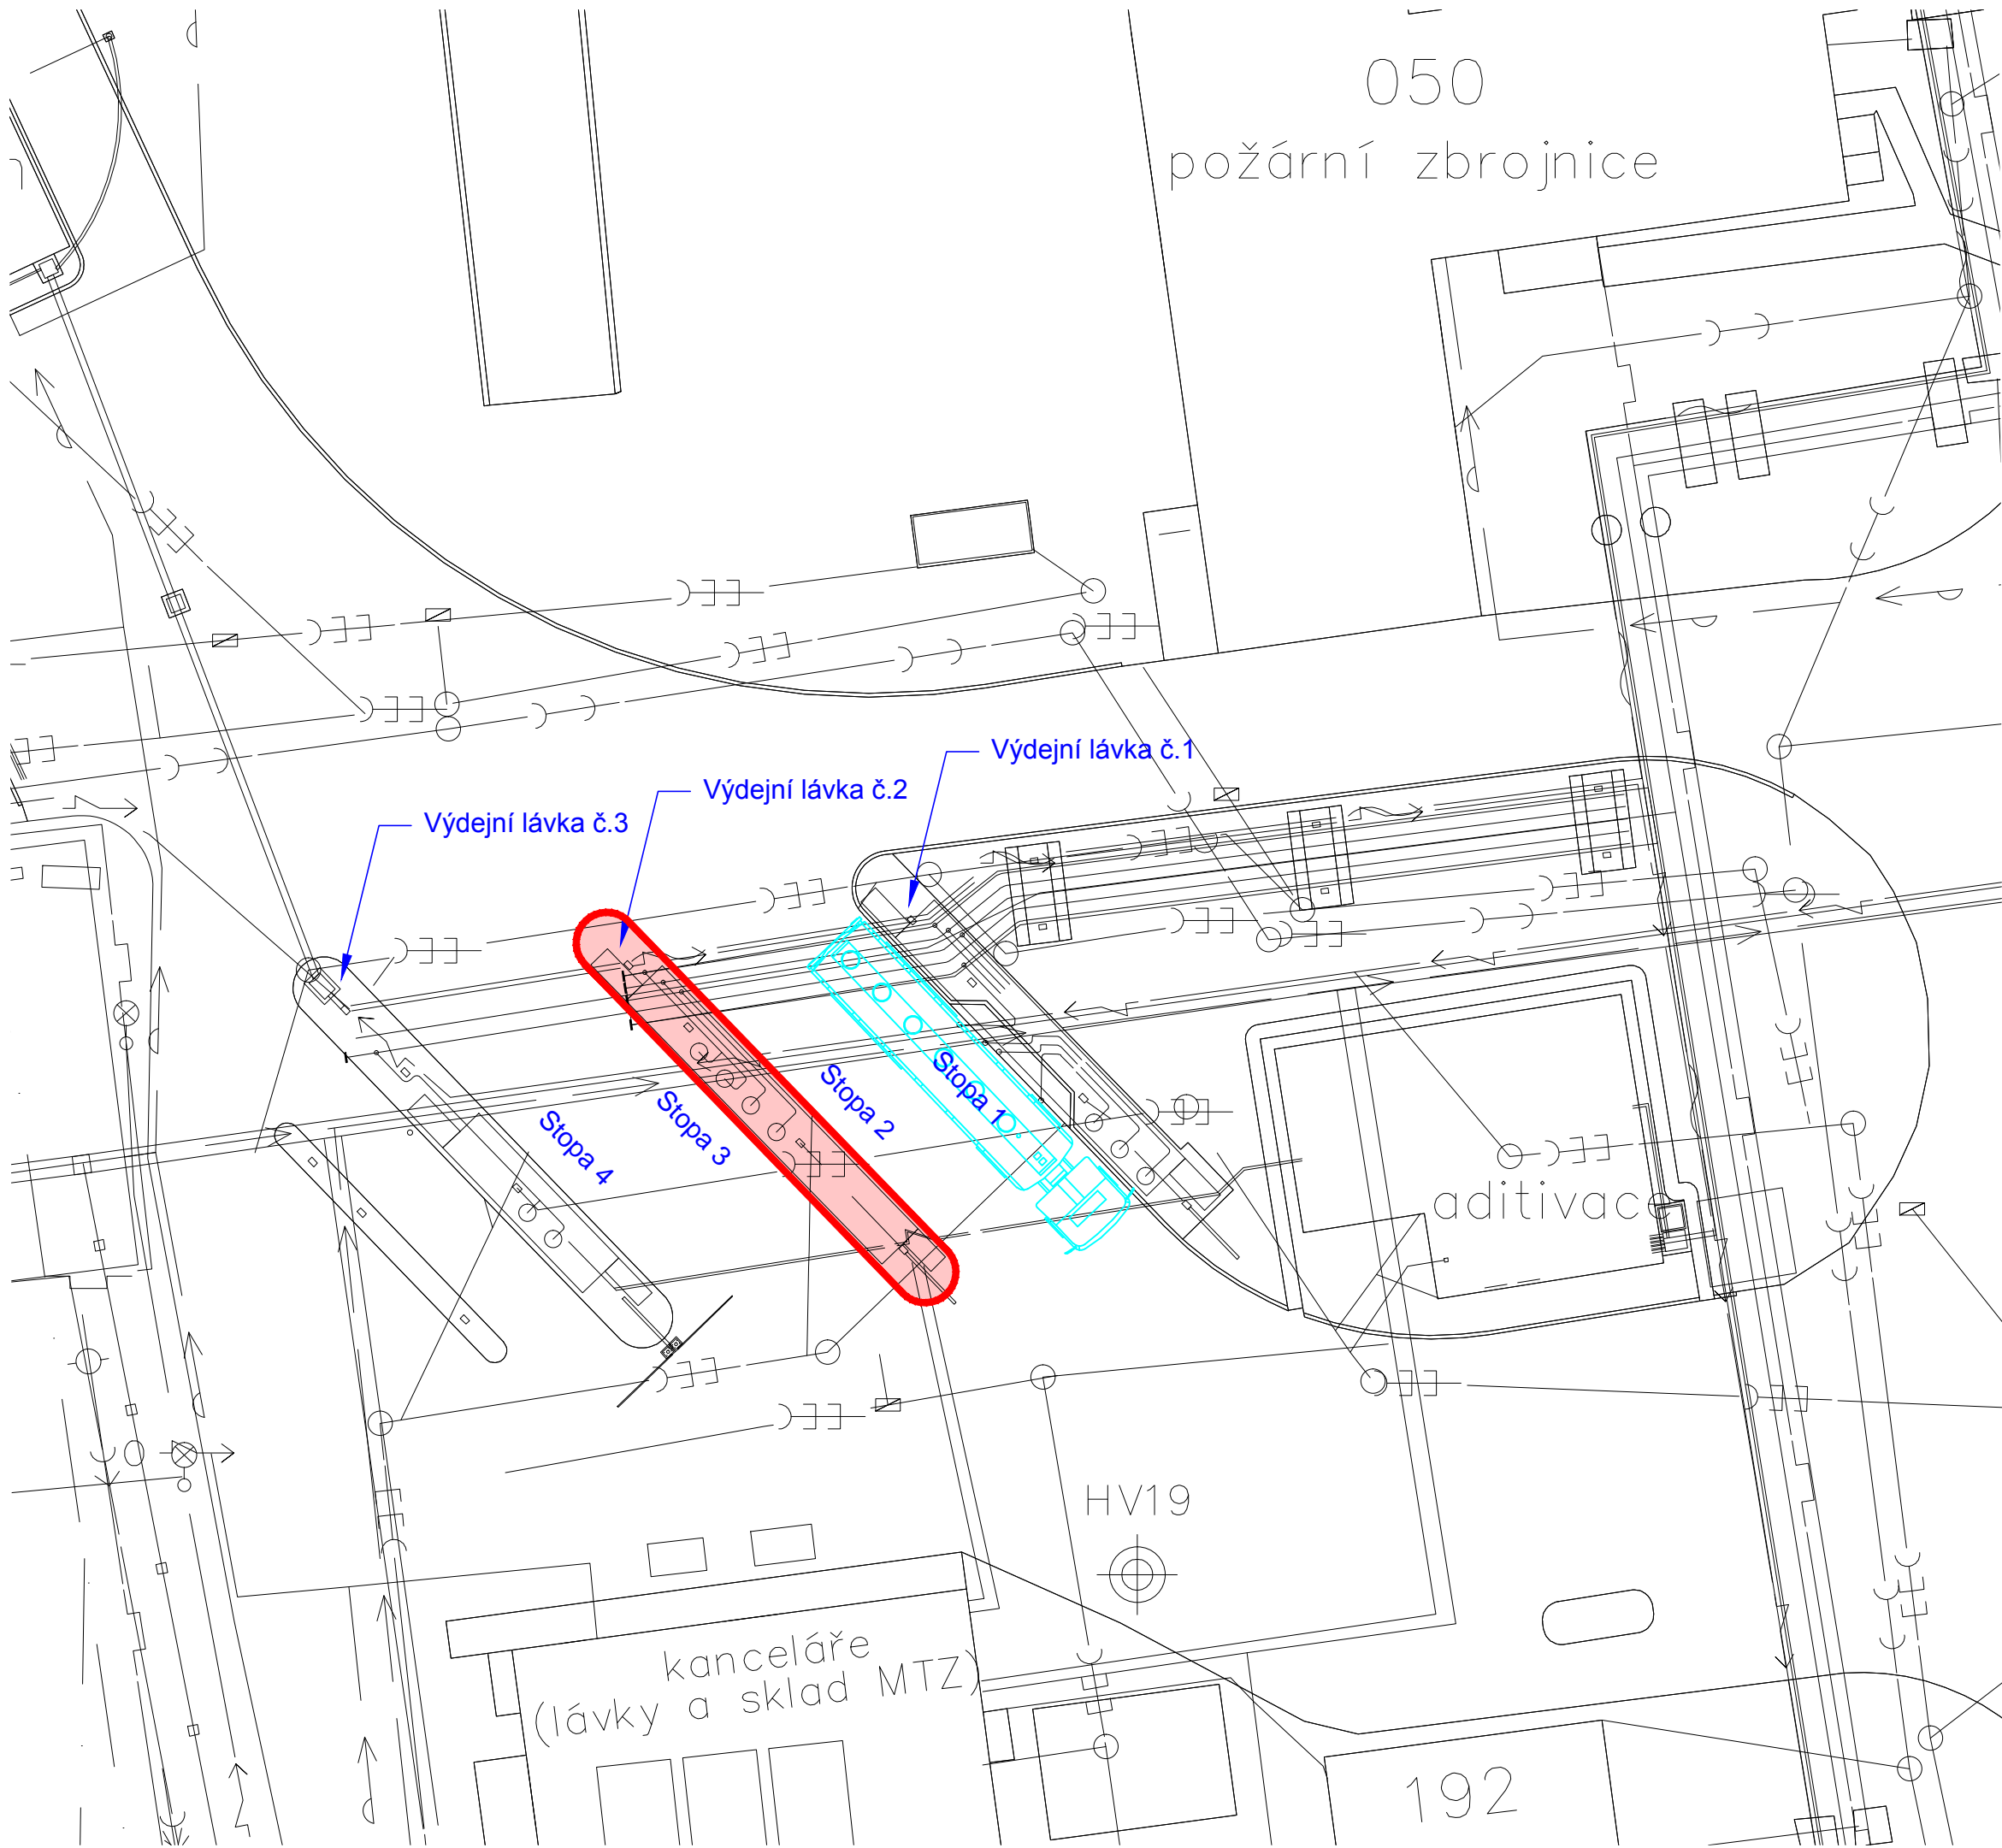 050
požární zbrojnice
Výdejní lávka č.1
Výdejní lávka č.2
Výdejní lávka č.3
Stopa 1
Stopa 2
Stopa 3
Stopa 4
aditivace
HV19
kanceláře
(lávky a sklad MTZ)
192